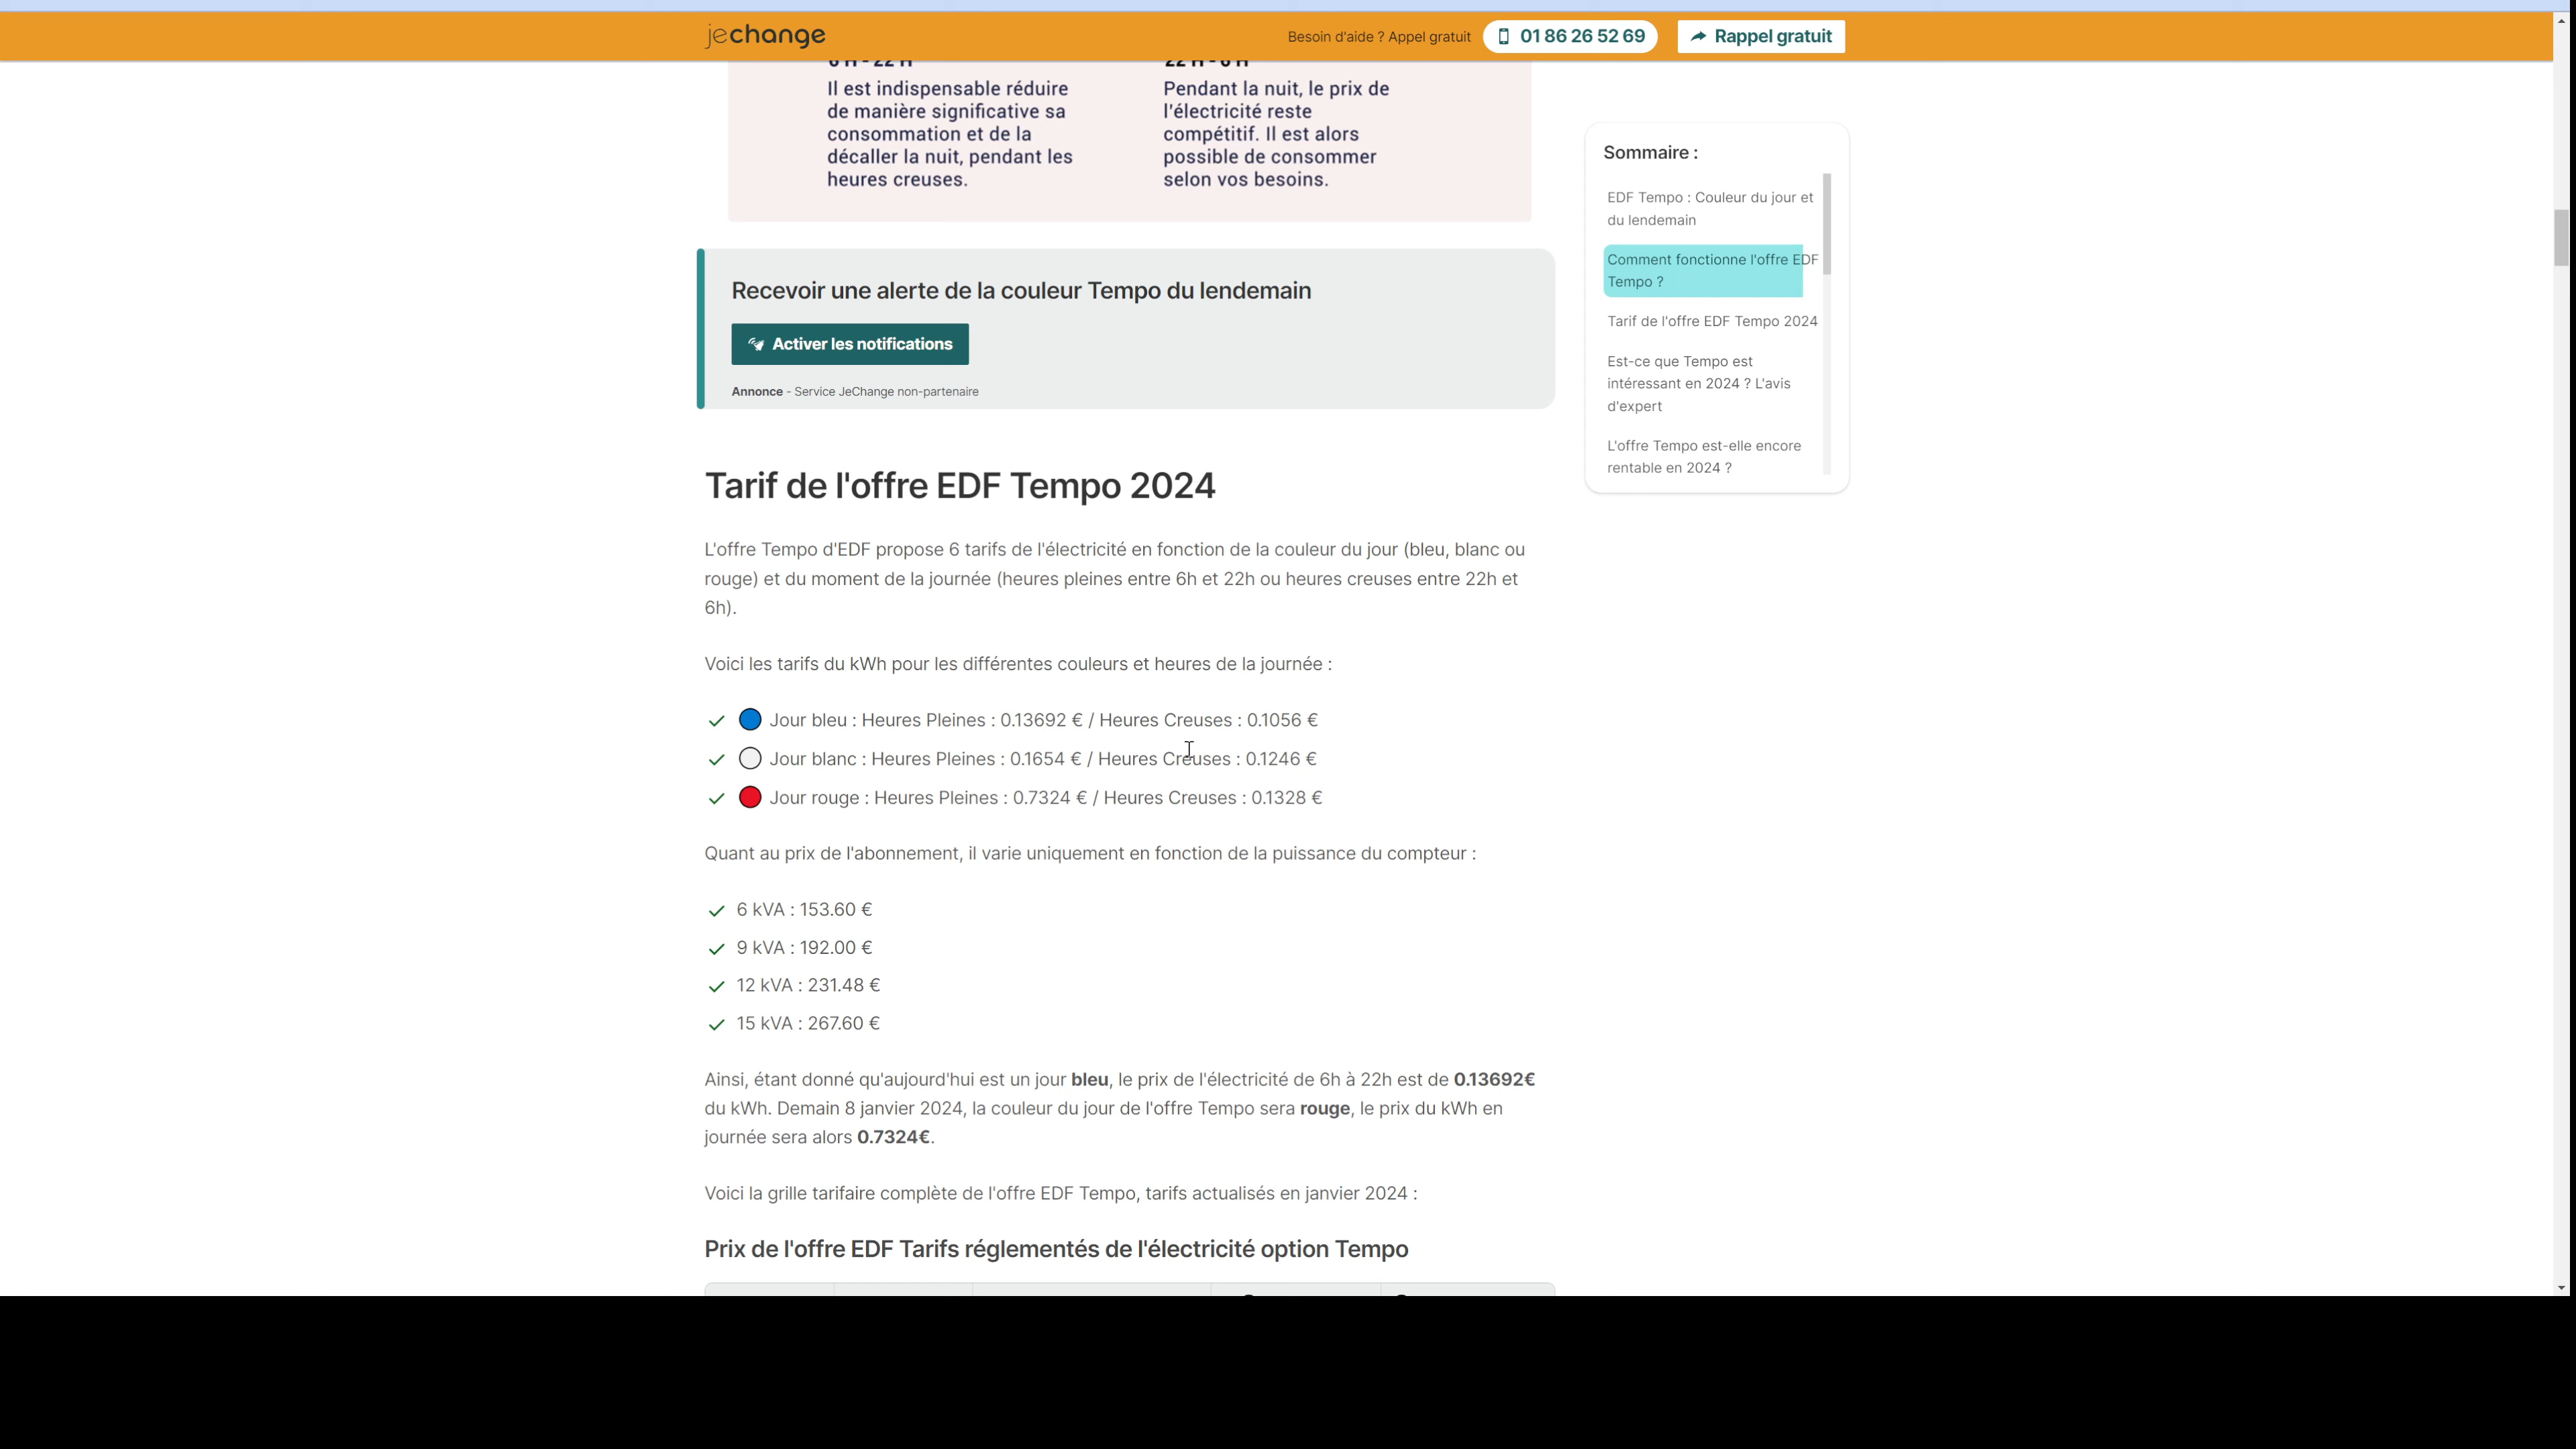 jechange
Besoin d'aide ? Appel gratuit
01 86 26 52 69
Rappel gratuit
6 H - 22 H
Il est indispensable réduire
de manière significative sa
consommation et de la
décaller la nuit, pendant les
heures creuses.
22 H - 6 H
Pendant la nuit, le prix de
l'électricité reste
compétitif. Il est alors
possible de consommer
selon vos besoins.
Recevoir une alerte de la couleur Tempo du lendemain
Activer les notifications
Annonce - Service JeChange non-partenaire
Sommaire :
EDF Tempo : Couleur du jour et
du lendemain
Comment fonctionne l'offre EDF
Tempo ?
Tarif de l'offre EDF Tempo 2024
Est-ce que Tempo est
intéressant en 2024 ? L'avis
d'expert
L'offre Tempo est-elle encore
rentable en 2024 ?
Tarif de l'offre EDF Tempo 2024
L'offre Tempo d'EDF propose 6 tarifs de l'électricité en fonction de la couleur du jour (bleu, blanc ou
rouge) et du moment de la journée (heures pleines entre 6h et 22h ou heures creuses entre 22h et
6h).
Voici les tarifs du kWh pour les différentes couleurs et heures de la journée :
Jour bleu : Heures Pleines : 0.13692 € / Heures Creuses : 0.1056 €
Jour blanc : Heures Pleines : 0.1654 € / Heures Creuses : 0.1246 €
Jour rouge : Heures Pleines : 0.7324 € / Heures Creuses : 0.1328 €
Quant au prix de l'abonnement, il varie uniquement en fonction de la puissance du compteur :
6 kVA : 153.60 €
9 kVA : 192.00 €
12 kVA : 231.48 €
15 kVA : 267.60 €
Ainsi, étant donné qu'aujourd'hui est un jour bleu, le prix de l'électricité de 6h à 22h est de 0.13692€
du kWh. Demain 8 janvier 2024, la couleur du jour de l'offre Tempo sera rouge, le prix du kWh en
journée sera alors 0.7324€.
Voici la grille tarifaire complète de l'offre EDF Tempo, tarifs actualisés en janvier 2024 :
Prix de l'offre EDF Tarifs réglementés de l'électricité option Tempo